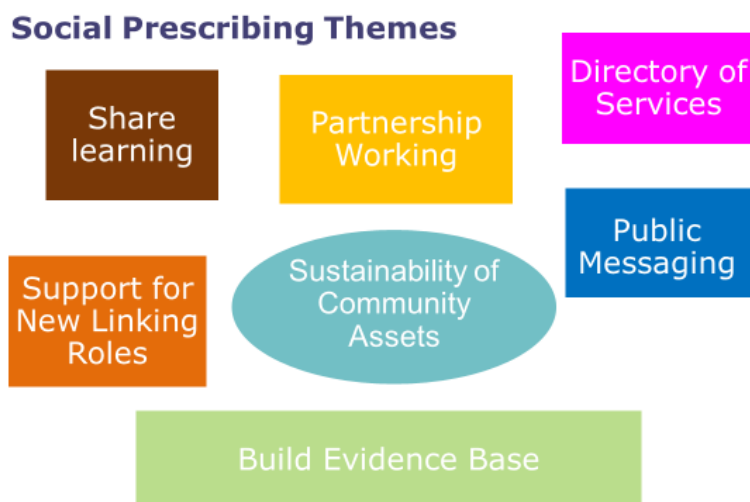 Social Prescribing Themes
Share
learning
Partnership
Working
Directory of
Services
Public
Messaging
Support for
New Linking
Roles
Sustainability of
Community
Assets
Build Evidence Base